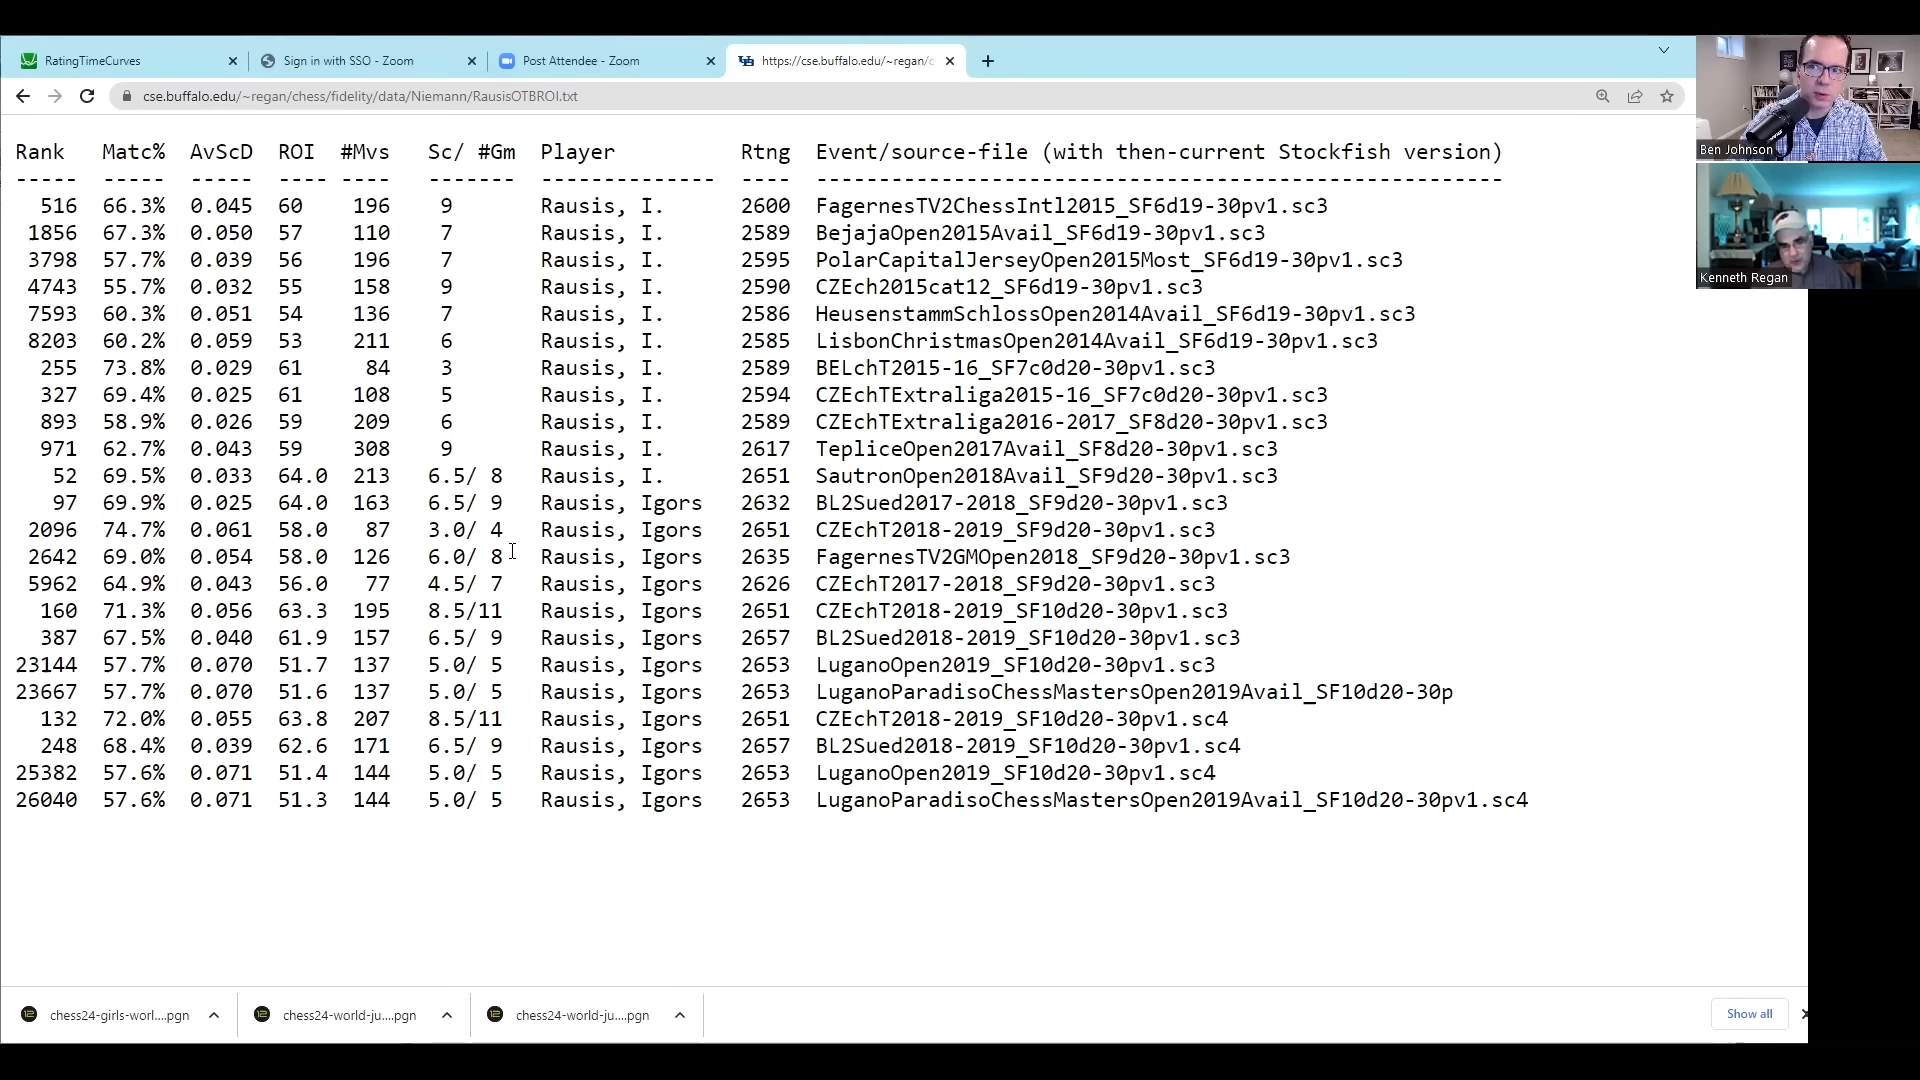 RatingTimeCurves
Sign in with SSO - Zoom
Post Attendee - Zoom
https://cse.buffalo.edu/~regan/c
cse.buffalo.edu/~regan/chess/fidelity/data/Niemann/RausisOTBROI.txt
Ben Johnson
Kenneth Regan
Rank Matc% AvScD ROI #Mvs Sc/ #Gm Player Rtng Event/source-file (with then-current Stockfish version)
----- ----- ----- ---- ---- ------- -------------- ---- -------------------------------------------------------
516 66.3% 0.045 60 196 9 Rausis, I. 2600 FagernesTV2ChessIntl2015_SF6d19-30pv1.sc3
1856 67.3% 0.050 57 110 7 Rausis, I. 2589 BejajaOpen2015Avail_SF6d19-30pv1.sc3
3798 57.7% 0.039 56 196 7 Rausis, I. 2595 PolarCapitalJerseyOpen2015Most_SF6d19-30pv1.sc3
4743 55.7% 0.032 55 158 9 Rausis, I. 2590 CZEch2015cat12_SF6d19-30pv1.sc3
7593 60.3% 0.051 54 136 7 Rausis, I. 2586 HeusenstammSchlossOpen2014Avail_SF6d19-30pv1.sc3
8203 60.2% 0.059 53 211 6 Rausis, I. 2585 LisbonChristmasOpen2014Avail_SF6d19-30pv1.sc3
255 73.8% 0.029 61 84 3 Rausis, I. 2589 BELchT2015-16_SF7c0d20-30pv1.sc3
327 69.4% 0.025 61 108 5 Rausis, I. 2594 CZEchTExtraliga2015-16_SF7c0d20-30pv1.sc3
893 58.9% 0.026 59 209 6 Rausis, I. 2589 CZEchTExtraliga2016-2017_SF8d20-30pv1.sc3
971 62.7% 0.043 59 308 9 Rausis, I. 2617 TepliceOpen2017Avail_SF8d20-30pv1.sc3
52 69.5% 0.033 64.0 213 6.5/ 8 Rausis, I. 2651 SautronOpen2018Avail_SF9d20-30pv1.sc3
97 69.9% 0.025 64.0 163 6.5/ 9 Rausis, Igors 2632 BL2Sued2017-2018_SF9d20-30pv1.sc3
2096 74.7% 0.061 58.0 87 3.0/ 4 Rausis, Igors 2651 CZEchT2018-2019_SF9d20-30pv1.sc3
2642 69.0% 0.054 58.0 126 6.0/ 8 Rausis, Igors 2635 FagernesTV2GMOpen2018_SF9d20-30pv1.sc3
5962 64.9% 0.043 56.0 77 4.5/ 7 Rausis, Igors 2626 CZEchT2017-2018_SF9d20-30pv1.sc3
160 71.3% 0.056 63.3 195 8.5/11 Rausis, Igors 2651 CZEchT2018-2019_SF10d20-30pv1.sc3
387 67.5% 0.040 61.9 157 6.5/ 9 Rausis, Igors 2657 BL2Sued2018-2019_SF10d20-30pv1.sc3
23144 57.7% 0.070 51.7 137 5.0/ 5 Rausis, Igors 2653 LuganoOpen2019_SF10d20-30pv1.sc3
23667 57.7% 0.070 51.6 137 5.0/ 5 Rausis, Igors 2653 LuganoParadisoChessMastersOpen2019Avail_SF10d20-30p
132 72.0% 0.055 63.8 207 8.5/11 Rausis, Igors 2651 CZEchT2018-2019_SF10d20-30pv1.sc4
248 68.4% 0.039 62.6 171 6.5/ 9 Rausis, Igors 2657 BL2Sued2018-2019_SF10d20-30pv1.sc4
25382 57.6% 0.071 51.4 144 5.0/ 5 Rausis, Igors 2653 LuganoOpen2019_SF10d20-30pv1.sc4
26040 57.6% 0.071 51.3 144 5.0/ 5 Rausis, Igors 2653 LuganoParadisoChessMastersOpen2019Avail_SF10d20-30pv1.sc4
chess24-girls-worl....pgn
chess24-world-ju....pgn
chess24-world-ju....pgn
Show all